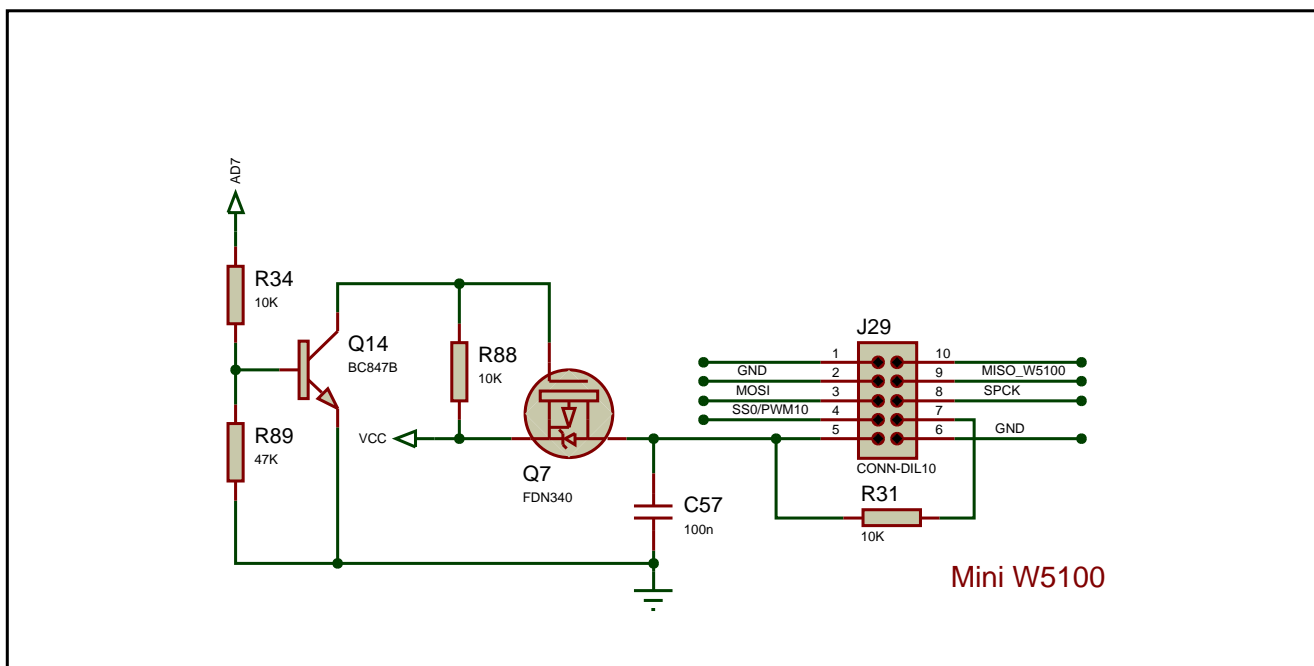 AD7
R34
10K
Q14
BC847B
R89
47K
R88
10K
VCC
Q7
FDN340
C57
100n
J29
1
10
GND
2
9
MISO_W5100
MOSI
3
8
SPCK
SS0/PWM10
4
7
5
6
GND
CONN-DIL10
R31
10K
Mini W5100